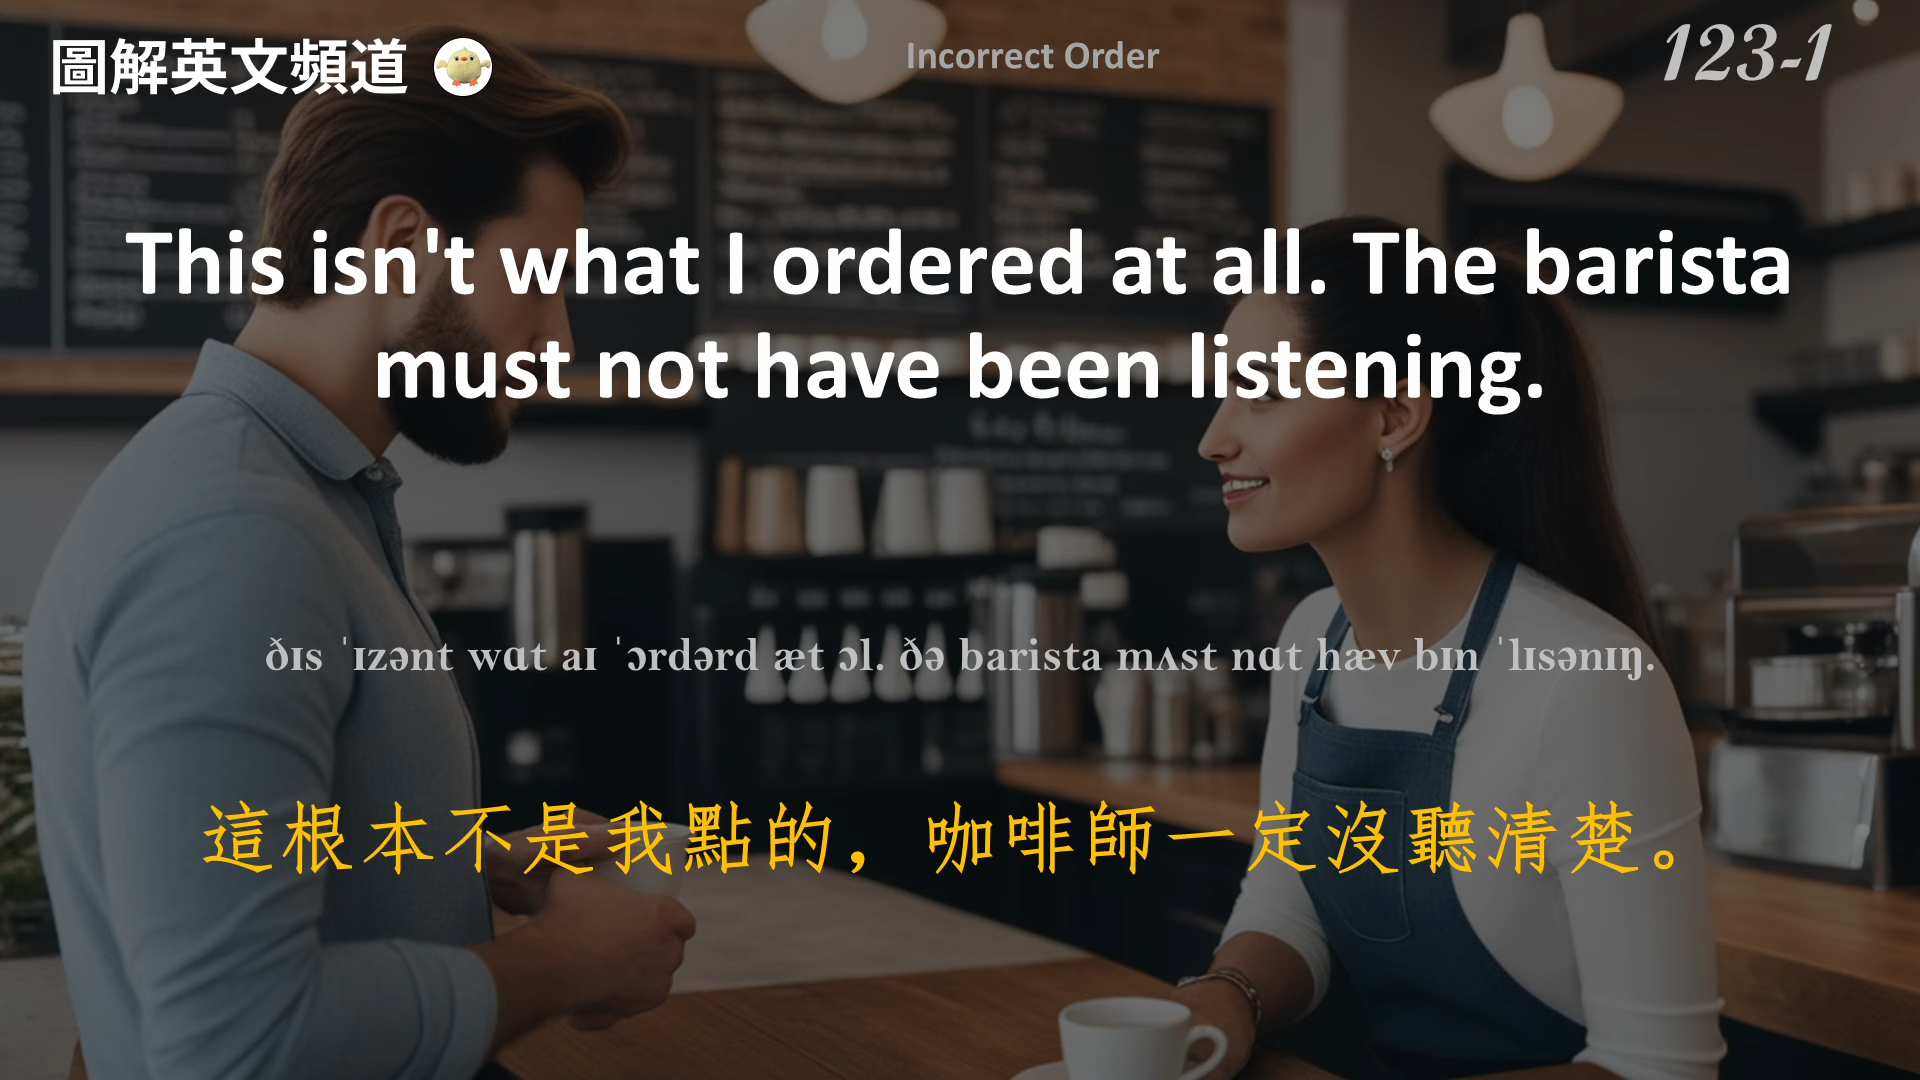 圖解英文頻道
Incorrect Order
123-1
This isn't what I ordered at all. The barista
must not have been listening.
ðɪs ˈɪzənt wɑt aɪ ˈɔrdərd æt ɔl. ðə barista mʌst nɑt hæv bɪn ˈlɪsənɪŋ.
這根本不是我點的，咖啡師一定沒聽清楚。